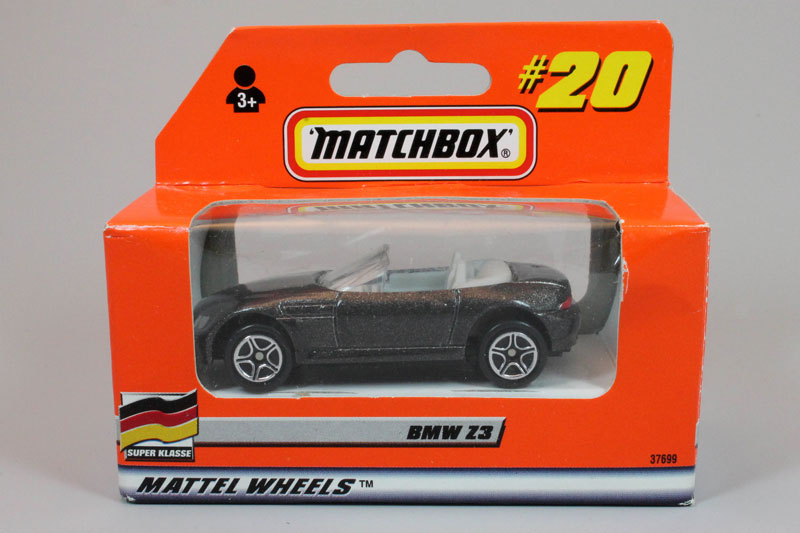 #20
3+
'MATCHBOX'®
BMW Z3
SUPER KLASSE
37699
MATTEL WHEELS™